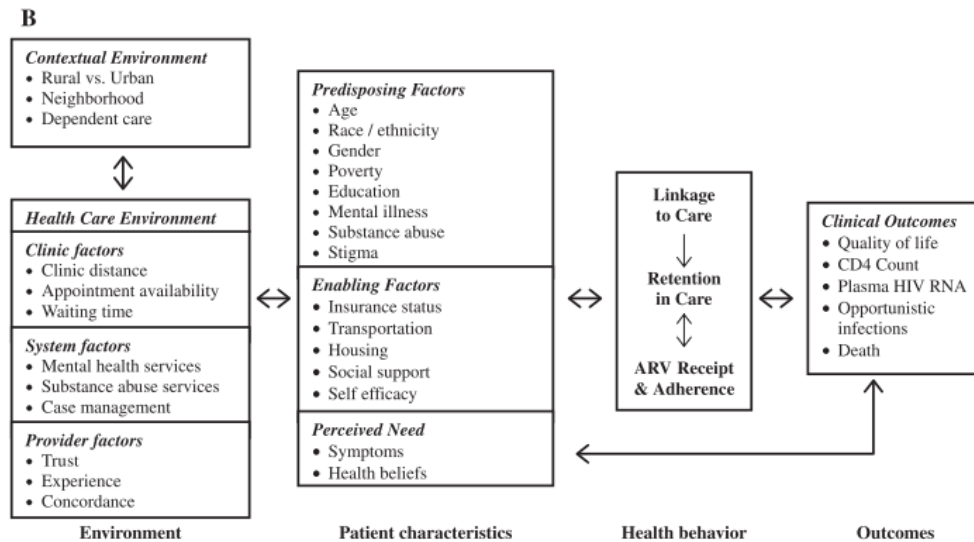 B
Contextual Environment
• Rural vs. Urban
• Neighborhood
• Dependent care
Health Care Environment
Clinic factors
• Clinic distance
• Appointment availability
• Waiting time
System factors
• Mental health services
• Substance abuse services
• Case management
Provider factors
• Trust
• Experience
• Concordance
Environment
Predisposing Factors
• Age
• Race / ethnicity
• Gender
• Poverty
• Education
• Mental illness
• Substance abuse
• Stigma
Enabling Factors
• Insurance status
• Transportation
• Housing
• Social support
• Self efficacy
Perceived Need
• Symptoms
• Health beliefs
Patient characteristics
Linkage
to Care
Retention
in Care
ARV Receipt
& Adherence
Health behavior
Clinical Outcomes
• Quality of life
• CD4 Count
• Plasma HIV RNA
• Opportunistic
infections
• Death
Outcomes